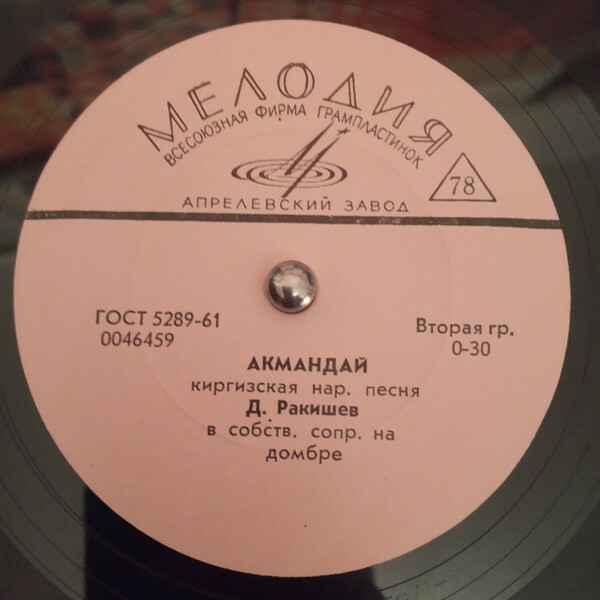 МЕЛОДИЯ
ВСЕСОЮЗНАЯ ФИРМА ГРАМПЛАСТИНОК
78
АПРЕЛЕВСКИЙ ЗАВОД
ГОСТ 5289-61
0046459
Вторая гр.
0-30
АКМАНДАЙ
киргизская нар. песня
Д. Ракишев
в собств. сопр. на
домбре